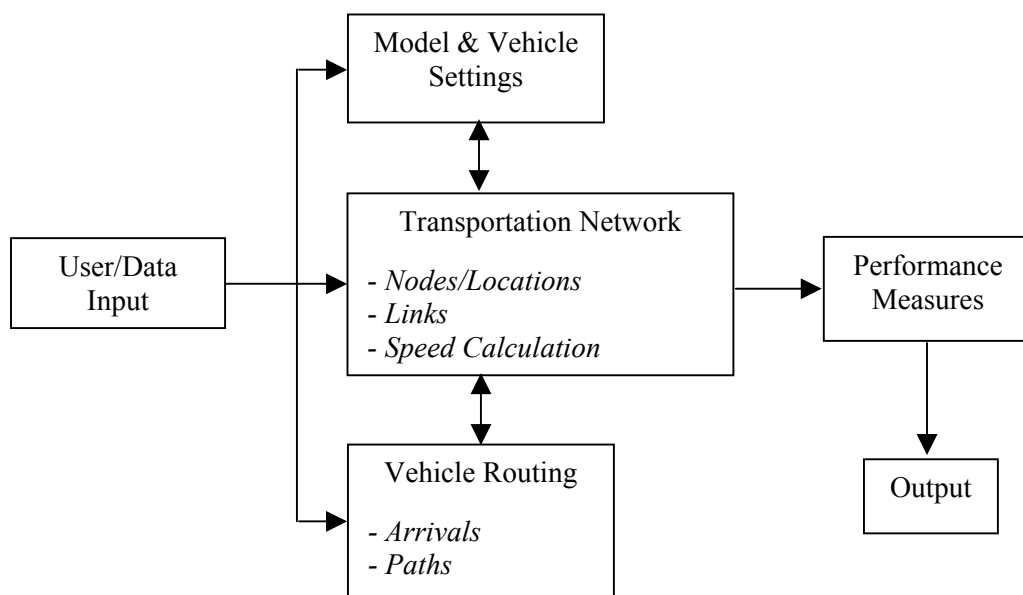 Model & Vehicle
Settings
Transportation Network
- Nodes/Locations
- Links
- Speed Calculation
User/Data
Input
Performance
Measures
Vehicle Routing
- Arrivals
- Paths
Output